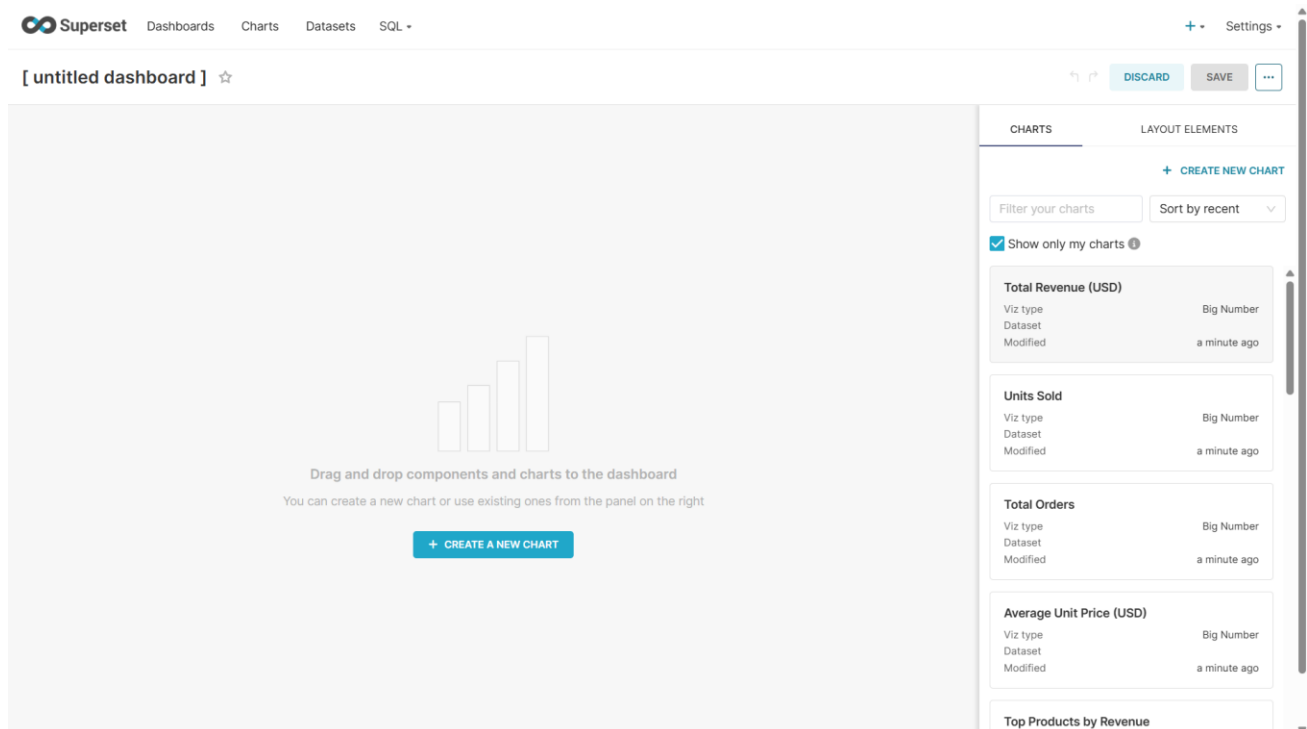 Superset Dashboards Charts Datasets SQL Settings
[ untitled dashboard ] DISCARD SAVE ...
CHARTS LAYOUT ELEMENTS
+ CREATE NEW CHART
Filter your charts Sort by recent
Show only my charts
Total Revenue (USD)
Viz type Big Number
Dataset
Modified a minute ago
Units Sold
Viz type Big Number
Dataset
Modified a minute ago
Total Orders
Viz type Big Number
Dataset
Modified a minute ago
Average Unit Price (USD)
Viz type Big Number
Dataset
Modified a minute ago
Top Products by Revenue
Drag and drop components and charts to the dashboard
You can create a new chart or use existing ones from the panel on the right
+ CREATE A NEW CHART